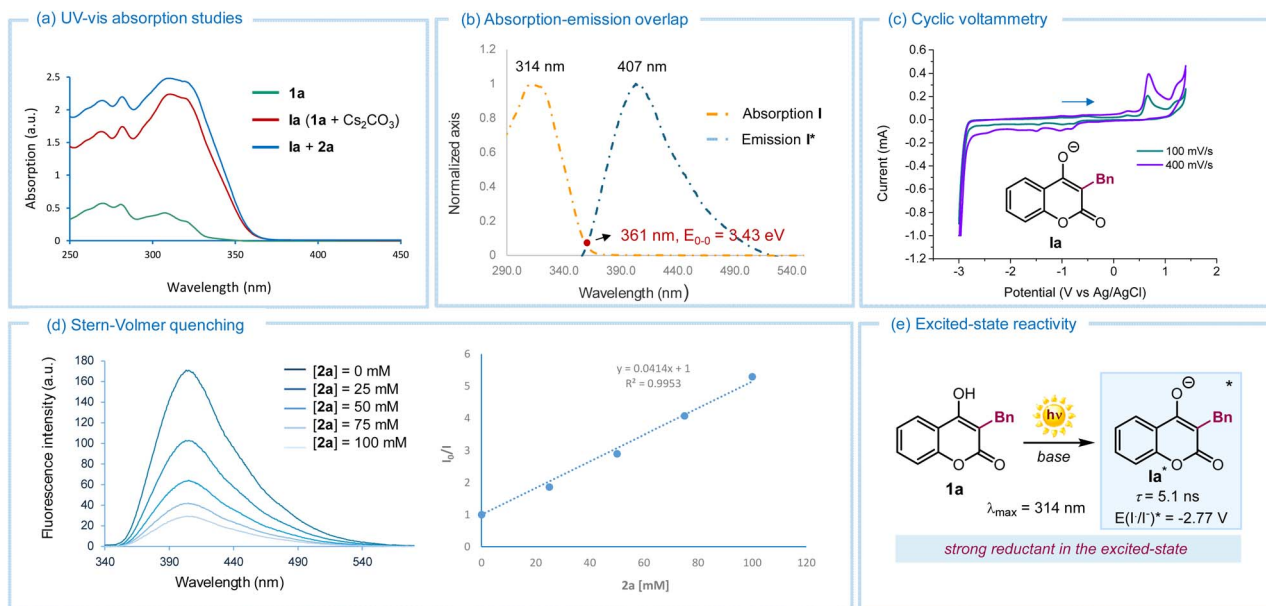 (a) UV-vis absorption studies
Absorption (a.u.)
2.5
2
1.5
1
0.5
0
250
300
350
400
450
Wavelength (nm)
1a
Ia (1a + Cs₂CO₃)
Ia + 2a
(b) Absorption-emission overlap
Normalized axis
1.2
1
0.8
0.6
0.4
0.2
0
290.0
340.0
390.0
440.0
490.0
540.0
Wavelength (nm)
314 nm
407 nm
Absorption I
Emission I*
361 nm, E₀₋₀ = 3.43 eV
(c) Cyclic voltammetry
Current (mA)
0.6
0.4
0.2
0.0
-0.2
-0.4
-0.6
-0.8
-1.0
-1.2
-3
-2
-1
0
1
2
Potential (V vs Ag/AgCl)
100 mV/s
400 mV/s
O
⊖
Bn
O
O
Ia
(d) Stern-Volmer quenching
Fluorescence intensity (a.u.)
180
160
140
120
100
80
60
40
20
0
340
390
440
490
540
Wavelength (nm)
[2a] = 0 mM
[2a] = 25 mM
[2a] = 50 mM
[2a] = 75 mM
[2a] = 100 mM
I₀/I
6
5
4
3
2
1
0
0
20
40
60
80
100
120
2a [mM]
y = 0.0414x + 1
R² = 0.9953
(e) Excited-state reactivity
OH
Bn
O
O
1a
hν
base
λmax = 314 nm
O
⊖
*
Bn
O
O
Ia*
τ = 5.1 ns
E(I·/I⁻)* = -2.77 V
strong reductant in the excited-state